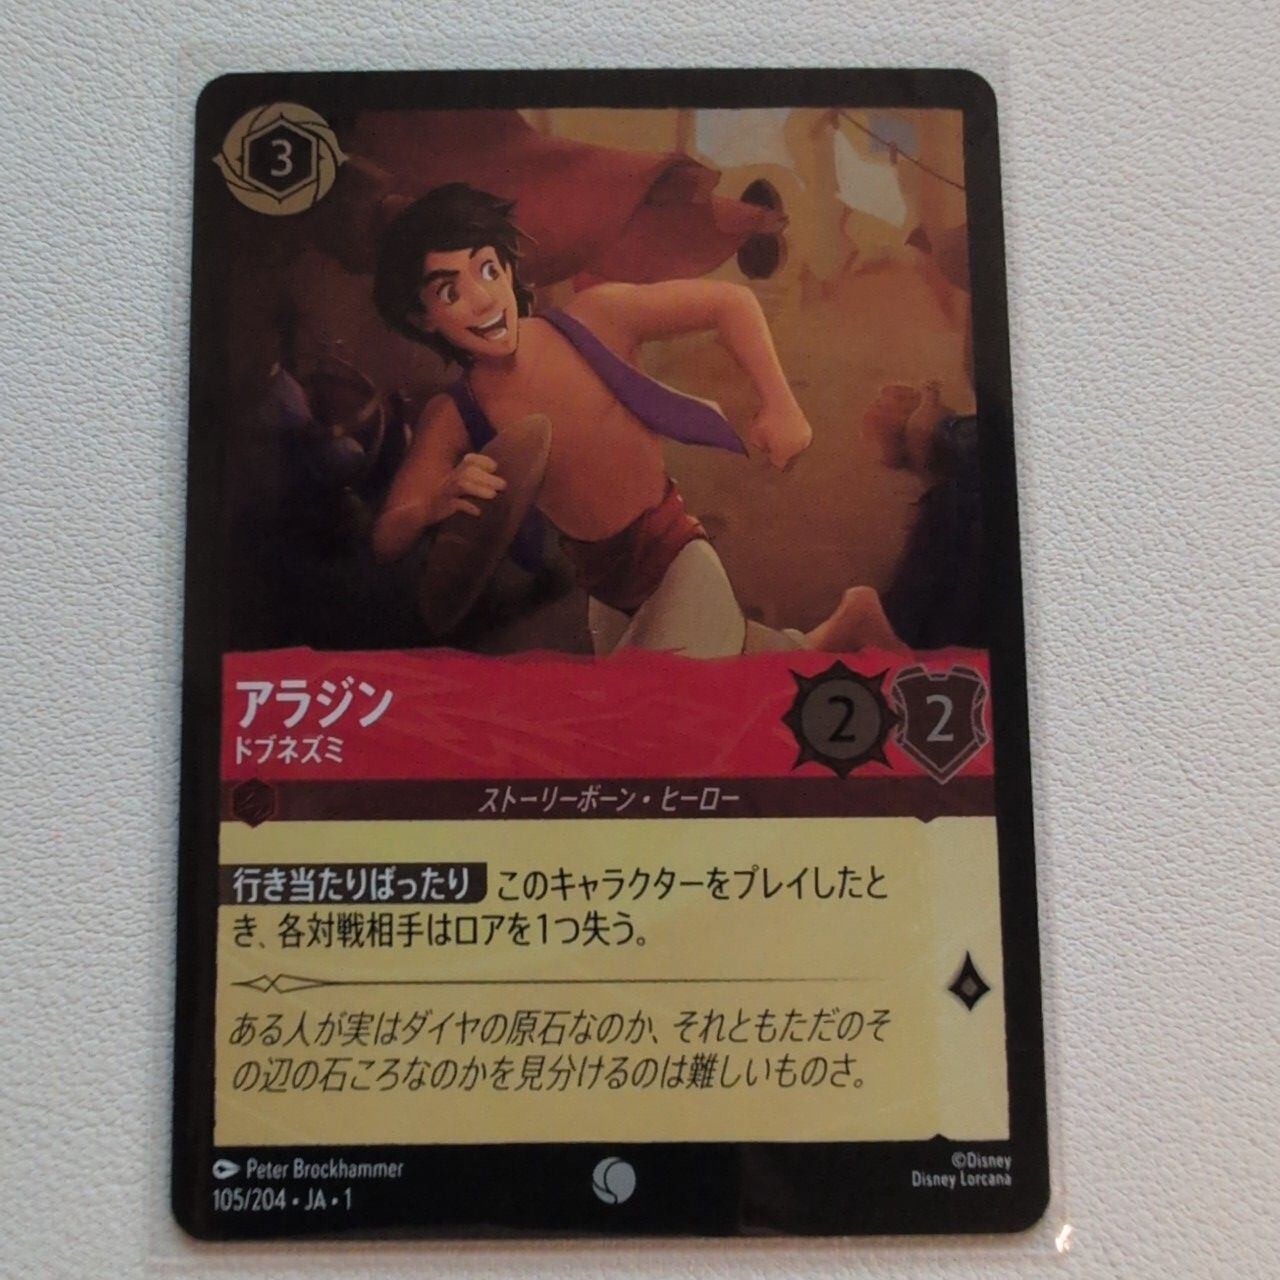 3
アラジン
ドブネズミ
2
2
ストーリーボーン・ヒーロー
行き当たりばったり このキャラクターをプレイしたと
き、各対戦相手はロアを1つ失う。
ある人が実はダイヤの原石なのか、それともただのそ
の辺の石ころなのかを見分けるのは難しいものさ。
Peter Brockhammer
105/204・JA・1
©Disney
Disney Lorcana